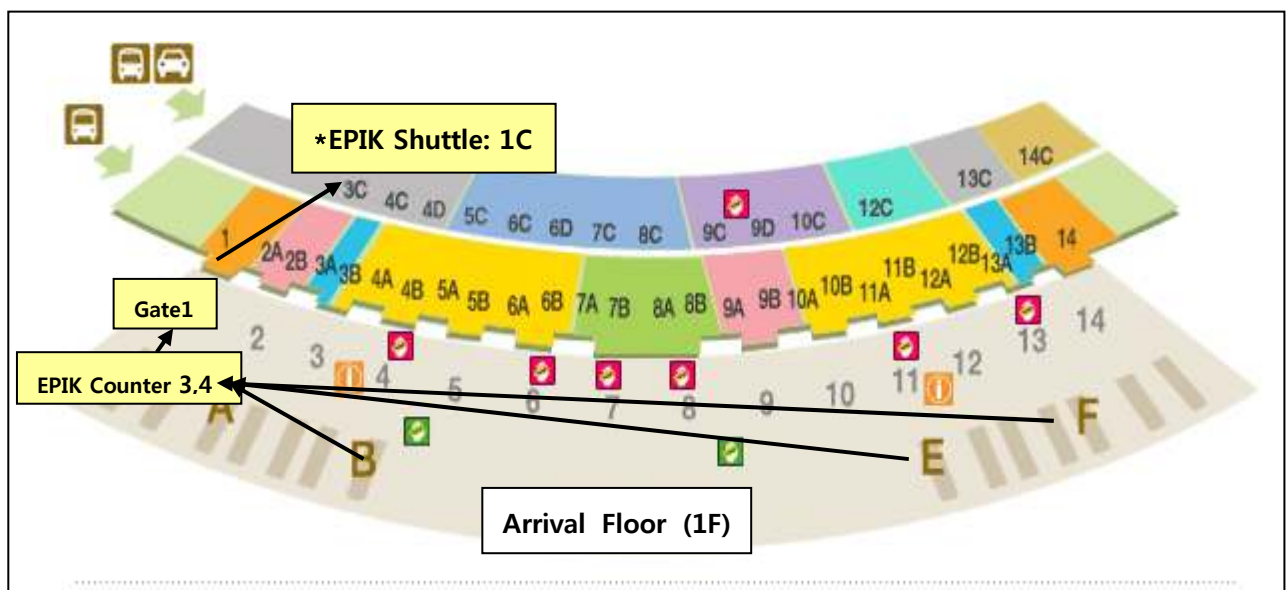 *EPIK Shuttle: 1C
3C
4C
4D
5C
6C
6D
7C
8C
9C
9D
10C
12C
13C
14C
1
2A
2B
3A
3B
4A
4B
5A
5B
6A
6B
7A
7B
8A
8B
9A
9B
10A
10B
11A
11B
12A
12B
13A
13B
14
Gate1
2
3
4
5
6
7
8
9
10
11
12
13
14
EPIK Counter 3,4
A
B
E
F
Arrival Floor (1F)